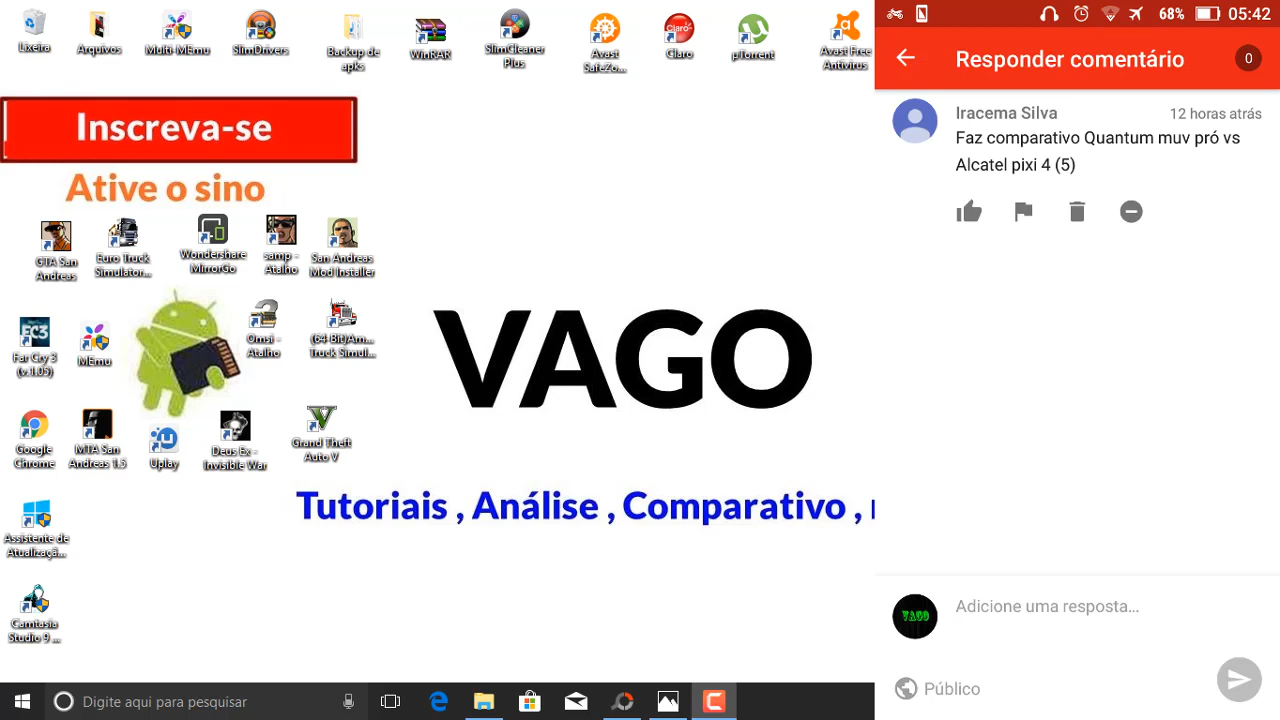 Lixeira
Arquivos
Multi-MEmu
SlimDrivers
Backup de
apks
WinRAR
SlimCleaner
Plus
Avast
SafeZo...
Claro
µTorrent
Avast Free
Antivirus
Inscreva-se
Ative o sino
GTA San
Andreas
Euro Truck
Simulator...
Wondershare
MirrorGo
samp -
Atalho
San Andreas
Mod Installer
Far Cry 3
(v.1.05)
MEmu
Omsi -
Atalho
(64 Bit)Am...
Truck Simul...
VAGO
Google
Chrome
MTA San
Andreas 1.5
Uplay
Deus Ex -
Invisible War
Grand Theft
Auto V
Tutoriais , Análise , Comparativo ,
Assistente de
Atualizaçã...
Camtasia
Studio 9 ...
Digite aqui para pesquisar
68% 05:42
Responder comentário 0
Iracema Silva 12 horas atrás
Faz comparativo Quantum muv pró vs
Alcatel pixi 4 (5)
VAGO
Adicione uma resposta...
Público